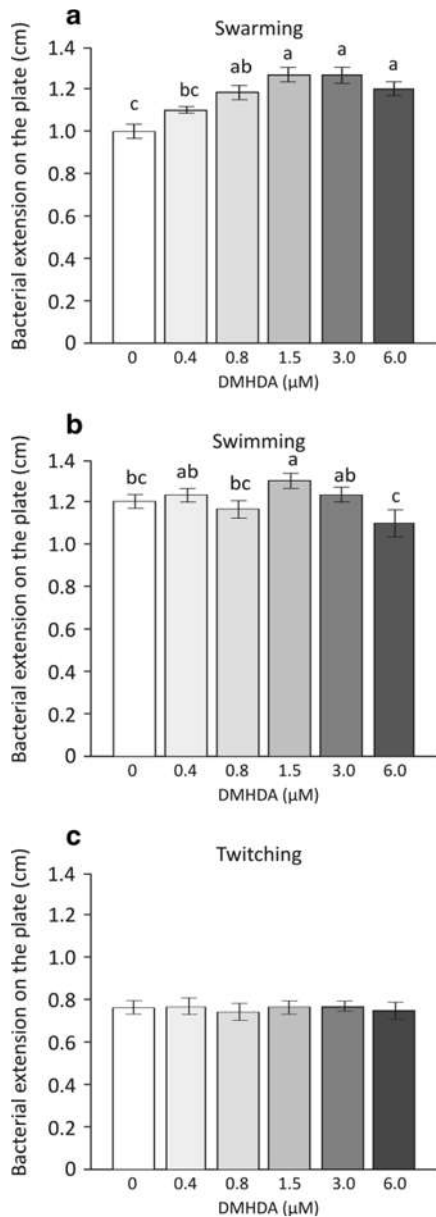 a
Swarming
Bacterial extension on the plate (cm)
1.4
1.2
1.0
0.8
0.6
0.4
0.2
0
c bc ab a a a
0 0.4 0.8 1.5 3.0 6.0
DMHDA (µM)
b
Swimming
Bacterial extension on the plate (cm)
1.4
1.2
1.0
0.8
0.6
0.4
0.2
0
bc ab bc a ab c
0 0.4 0.8 1.5 3.0 6.0
DMHDA (µM)
c
Twitching
Bacterial extension on the plate (cm)
1.4
1.2
1.0
0.8
0.6
0.4
0.2
0
0 0.4 0.8 1.5 3.0 6.0
DMHDA (µM)